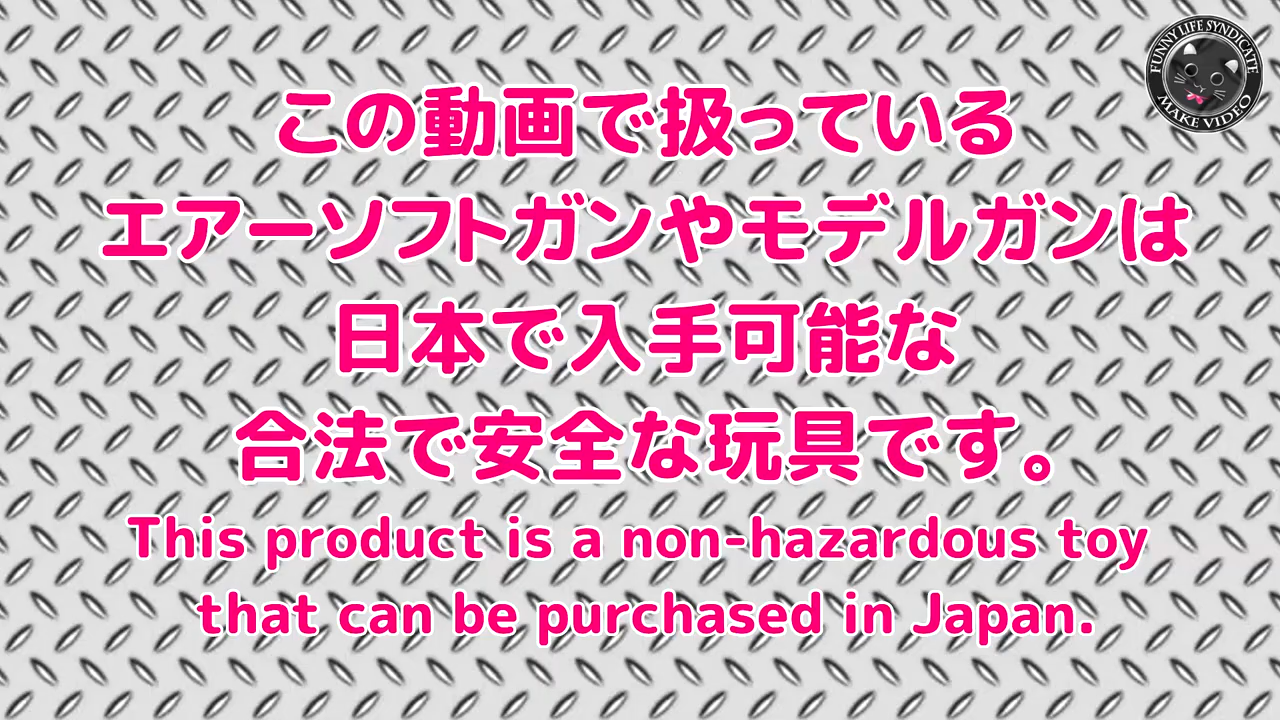 FUNNY LIFE SYNDICATE
MAKE VIDEO
この動画で扱っている
エアーソフトガンやモデルガンは
日本で入手可能な
合法で安全な玩具です。
This product is a non-hazardous toy
that can be purchased in Japan.